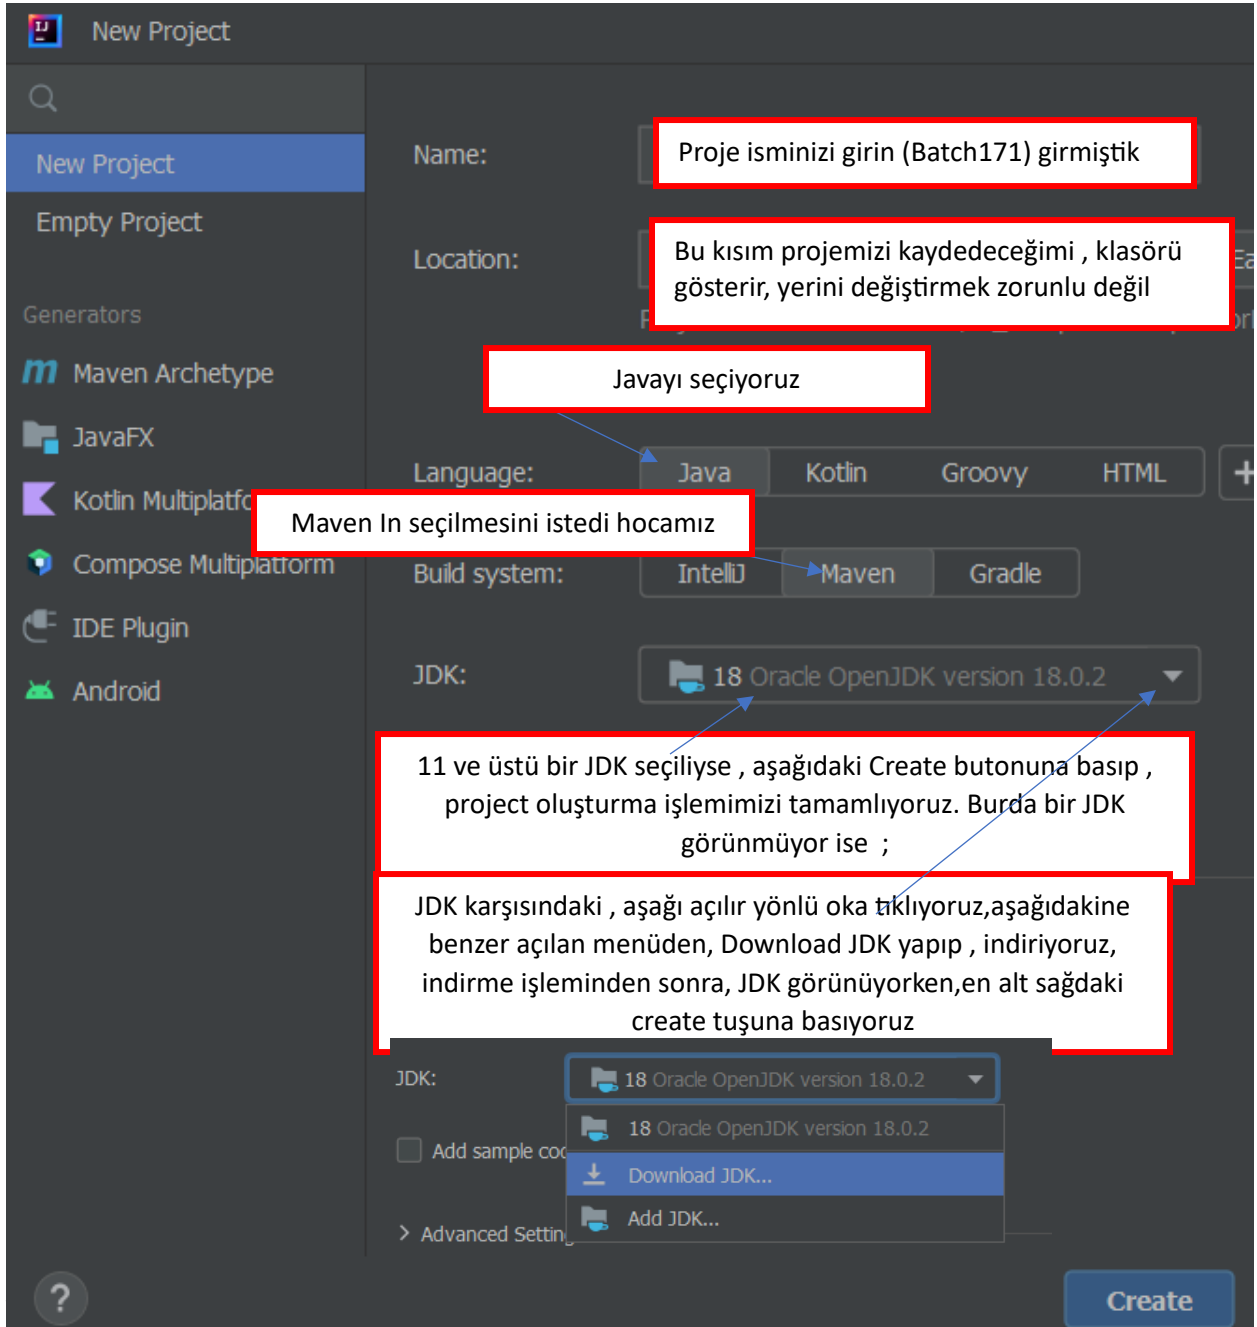 New Project
New Project
Empty Project
Generators
Maven Archetype
JavaFX
Kotlin Multiplatfo
Compose Multiplatform
IDE Plugin
Android
Name:
Proje isminizi girin (Batch171) girmiştik
Location:
Bu kısım projemizi kaydedeceğimi , klasörü
gösterir, yerini değiştirmek zorunlu değil
Javayı seçiyoruz
Language:
Java Kotlin Groovy HTML +
Maven In seçilmesini istedi hocamız
Build system:
IntelliJ Maven Gradle
JDK:
18 Oracle OpenJDK version 18.0.2
11 ve üstü bir JDK seçiliyse , aşağıdaki Create butonuna basıp ,
project oluşturma işlemimizi tamamlıyoruz. Burda bir JDK
görünmüyor ise ;
JDK karşısındaki , aşağı açılır yönlü oka tıklıyoruz,aşağıdakine
benzer açılan menüden, Download JDK yapıp , indiriyoruz,
indirme işleminden sonra, JDK görünüyorken,en alt sağdaki
create tuşuna basıyoruz
JDK:
18 Oracle OpenJDK version 18.0.2
18 Oracle OpenJDK version 18.0.2
Add sample cod
Download JDK...
Add JDK...
Advanced Setting
?
Create